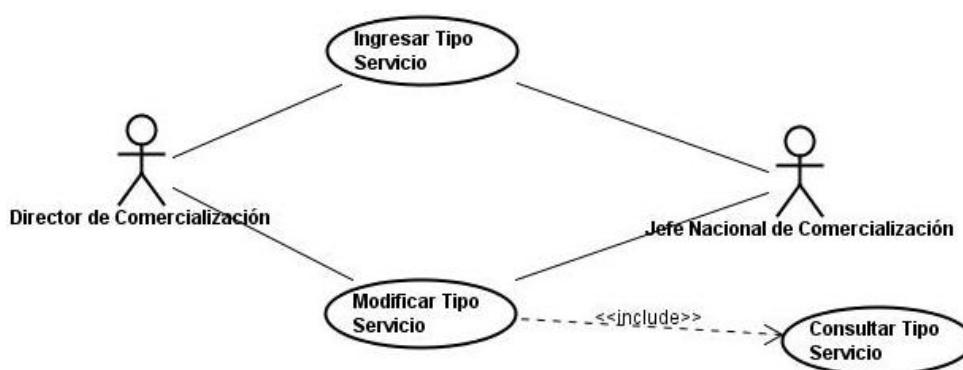 Ingresar Tipo
Servicio
Director de Comercialización
Jefe Nacional de Comercialización
Modificar Tipo
Servicio
<<include>>
Consultar Tipo
Servicio